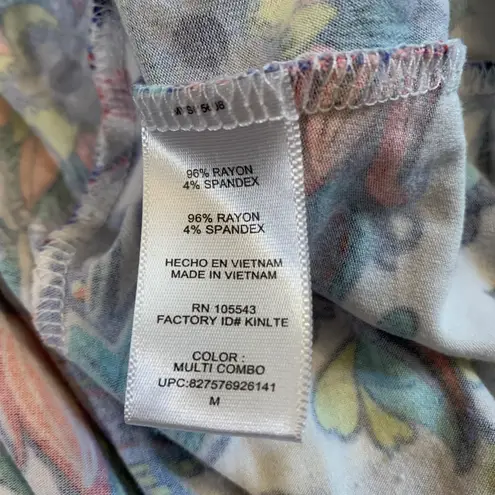 96% RAYON
4% SPANDEX
96% RAYON
4% SPANDEX
HECHO EN VIETNAM
MADE IN VIETNAM
RN 105543
FACTORY ID# KINLTE
COLOR :
MULTI COMBO
UPC:827576926141
M